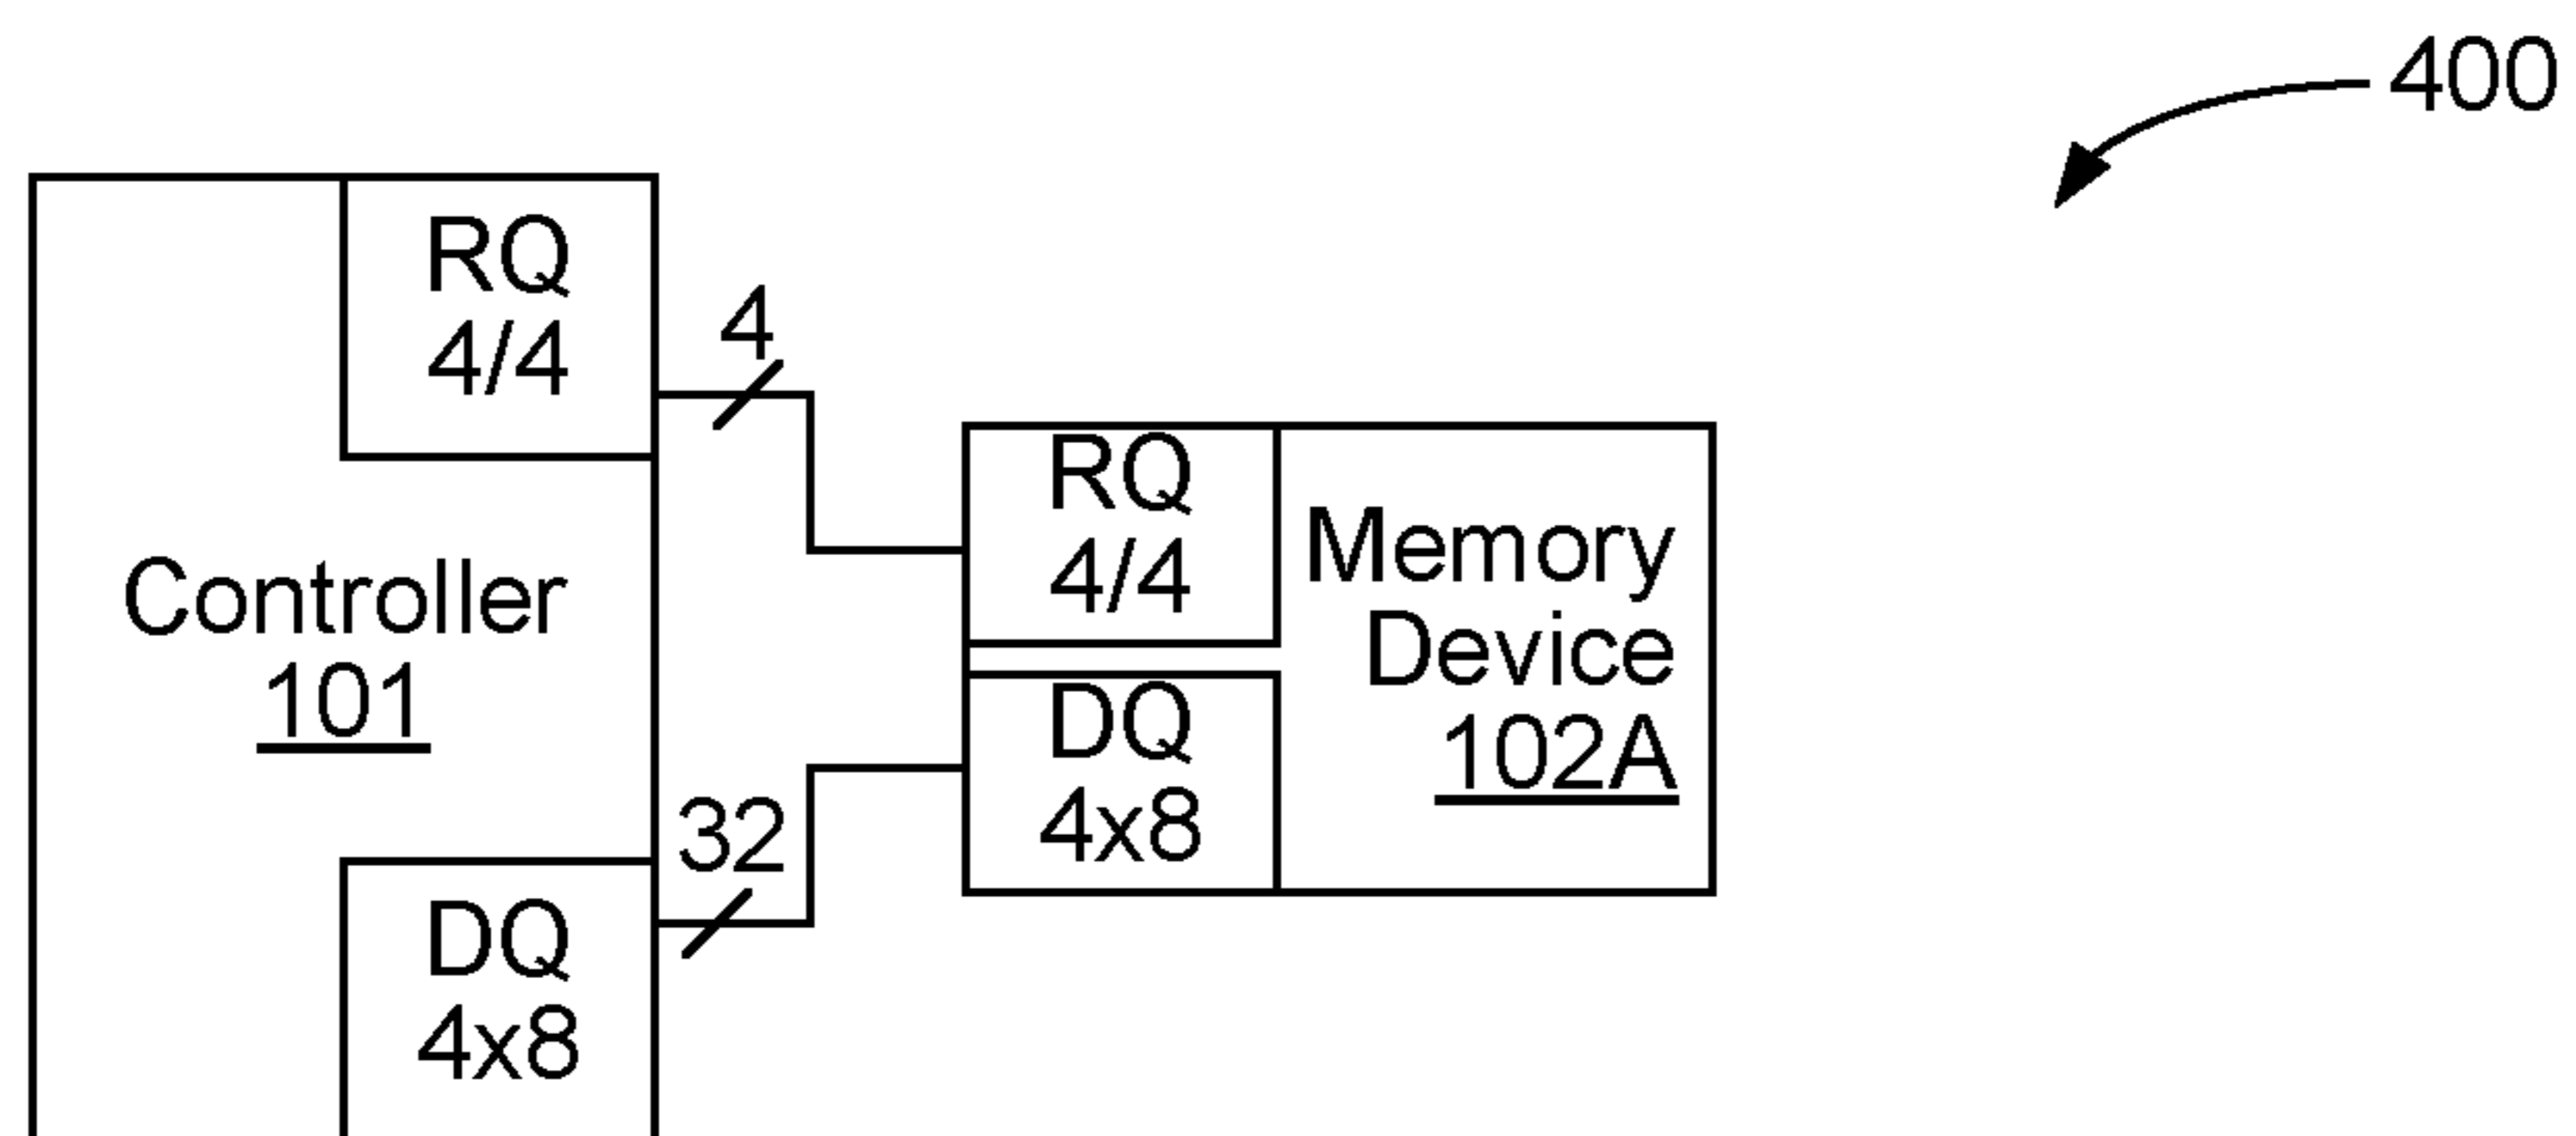 400
RQ
4/4
4
Controller
101
RQ
4/4
Memory
Device
102A
DQ
4x8
32
DQ
4x8